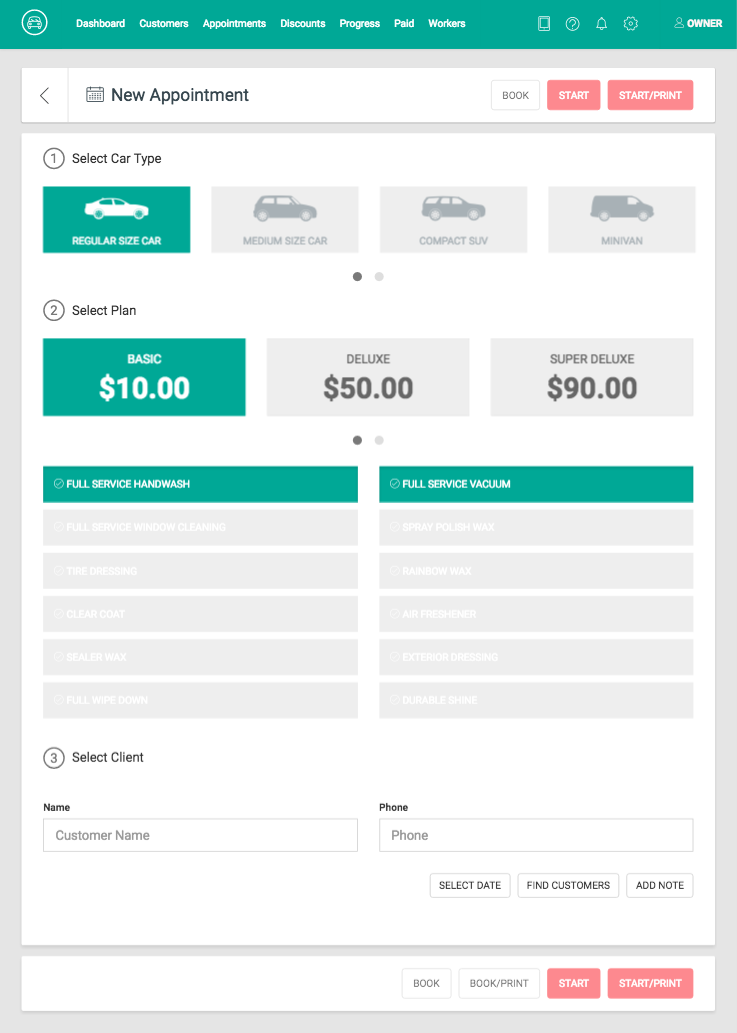 Dashboard Customers Appointments Discounts Progress Paid Workers OWNER
New Appointment BOOK START START/PRINT
1 Select Car Type
REGULAR SIZE CAR MEDIUM SIZE CAR COMPACT SUV MINIVAN
2 Select Plan
BASIC DELUXE SUPER DELUXE
$10.00 $50.00 $90.00
FULL SERVICE HANDWASH FULL SERVICE VACUUM
FULL SERVICE WINDOW CLEANING SPRAY POLISH WAX
TIRE DRESSING RAINBOW WAX
CLEAR COAT AIR FRESHENER
SEALER WAX EXTERIOR DRESSING
FULL WIPE DOWN DURABLE SHINE
3 Select Client
Name Phone
Customer Name Phone
SELECT DATE FIND CUSTOMERS ADD NOTE
BOOK BOOK/PRINT START START/PRINT